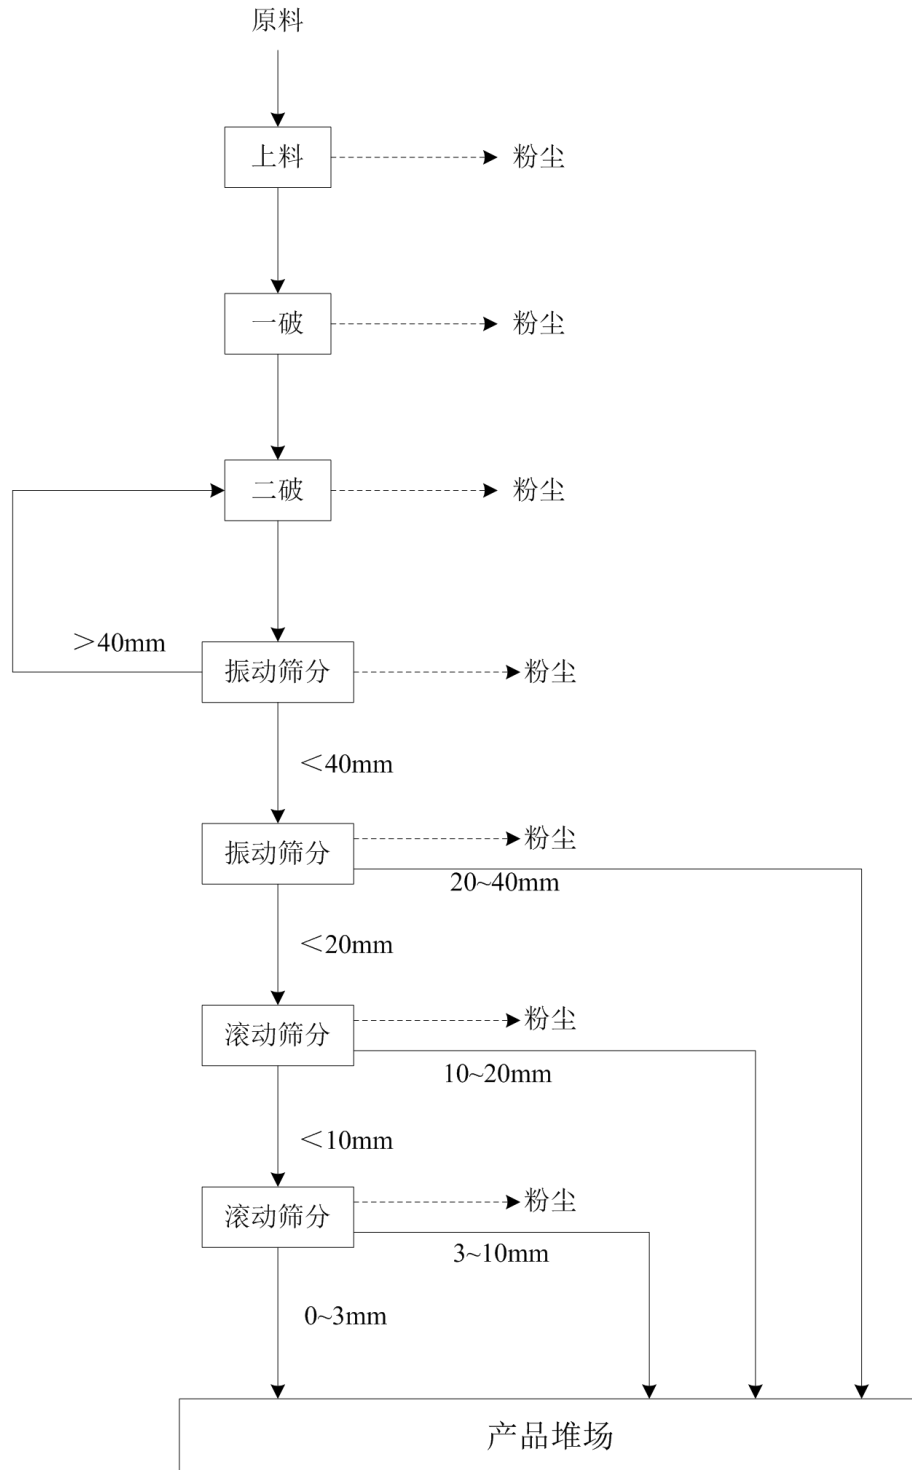 原料
上料
粉尘
一破
粉尘
二破
粉尘
＞40mm
振动筛分
粉尘
＜40mm
振动筛分
粉尘
20~40mm
＜20mm
滚动筛分
粉尘
10~20mm
＜10mm
滚动筛分
粉尘
3~10mm
0~3mm
产品堆场